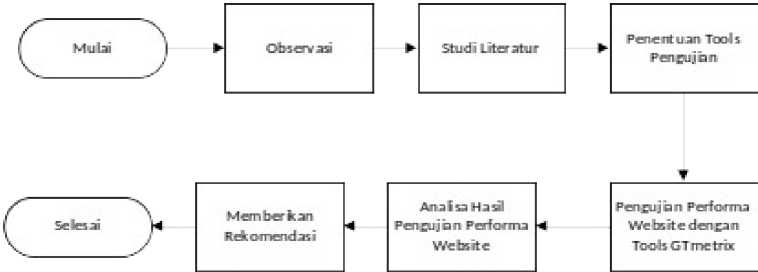 Mulai
Observasi
Studi Literatur
Penentuan Tools
Pengujian
Pengujian Performa
Website dengan
Tools GTmetrix
Analisa Hasil
Pengujian Performa
Website
Memberikan
Rekomendasi
Selesai